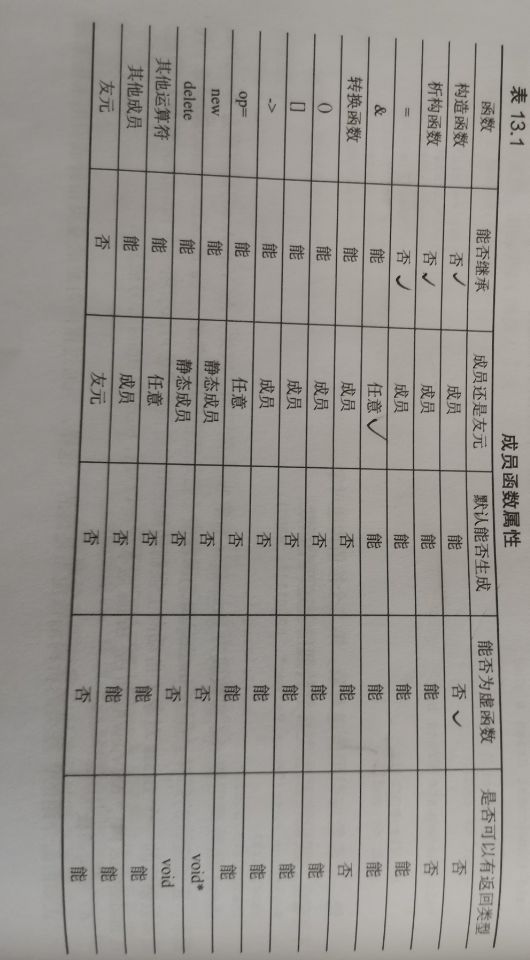 表 13.1 成员函数属性
函数 能否继承 成员还是友元 默认能否生成 能否为虚函数 是否可以有返回类型
构造函数 否 成员 能 否 否
析构函数 否 成员 能 能 否
= 否 成员 能 能 能
& 能 任意 能 能 能
转换函数 能 成员 否 能 否
() 能 成员 否 能 能
[] 能 成员 否 能 能
-> 能 成员 否 能 能
op= 能 任意 否 能 能
new 能 静态成员 否 否 void*
delete 能 静态成员 否 否 void
其他运算符 能 任意 否 能 能
其他成员 能 成员 否 能 能
友元 否 友元 否 否 能